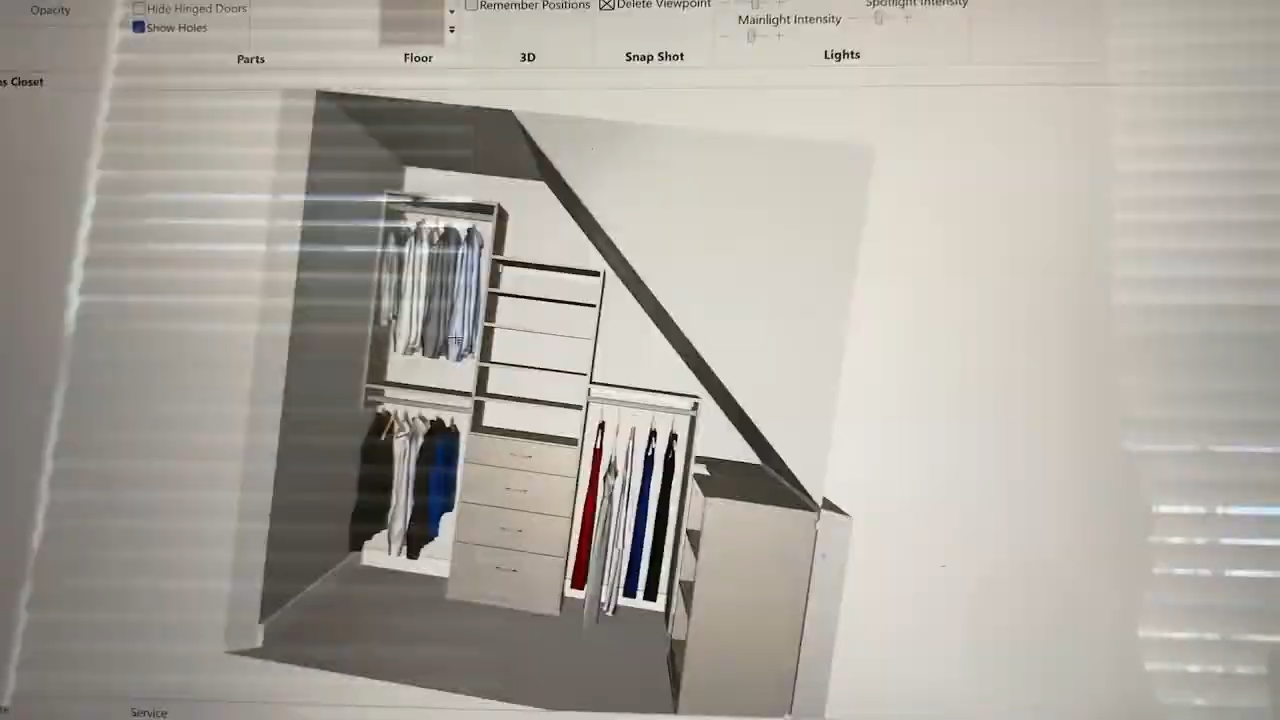 Opacity
Hide Hinged Doors
Show Holes
Parts
Floor
Remember Positions
3D
Delete Viewpoint
Snap Shot
Mainlight Intensity
Spotlight Intensity
Lights
Closet
Service